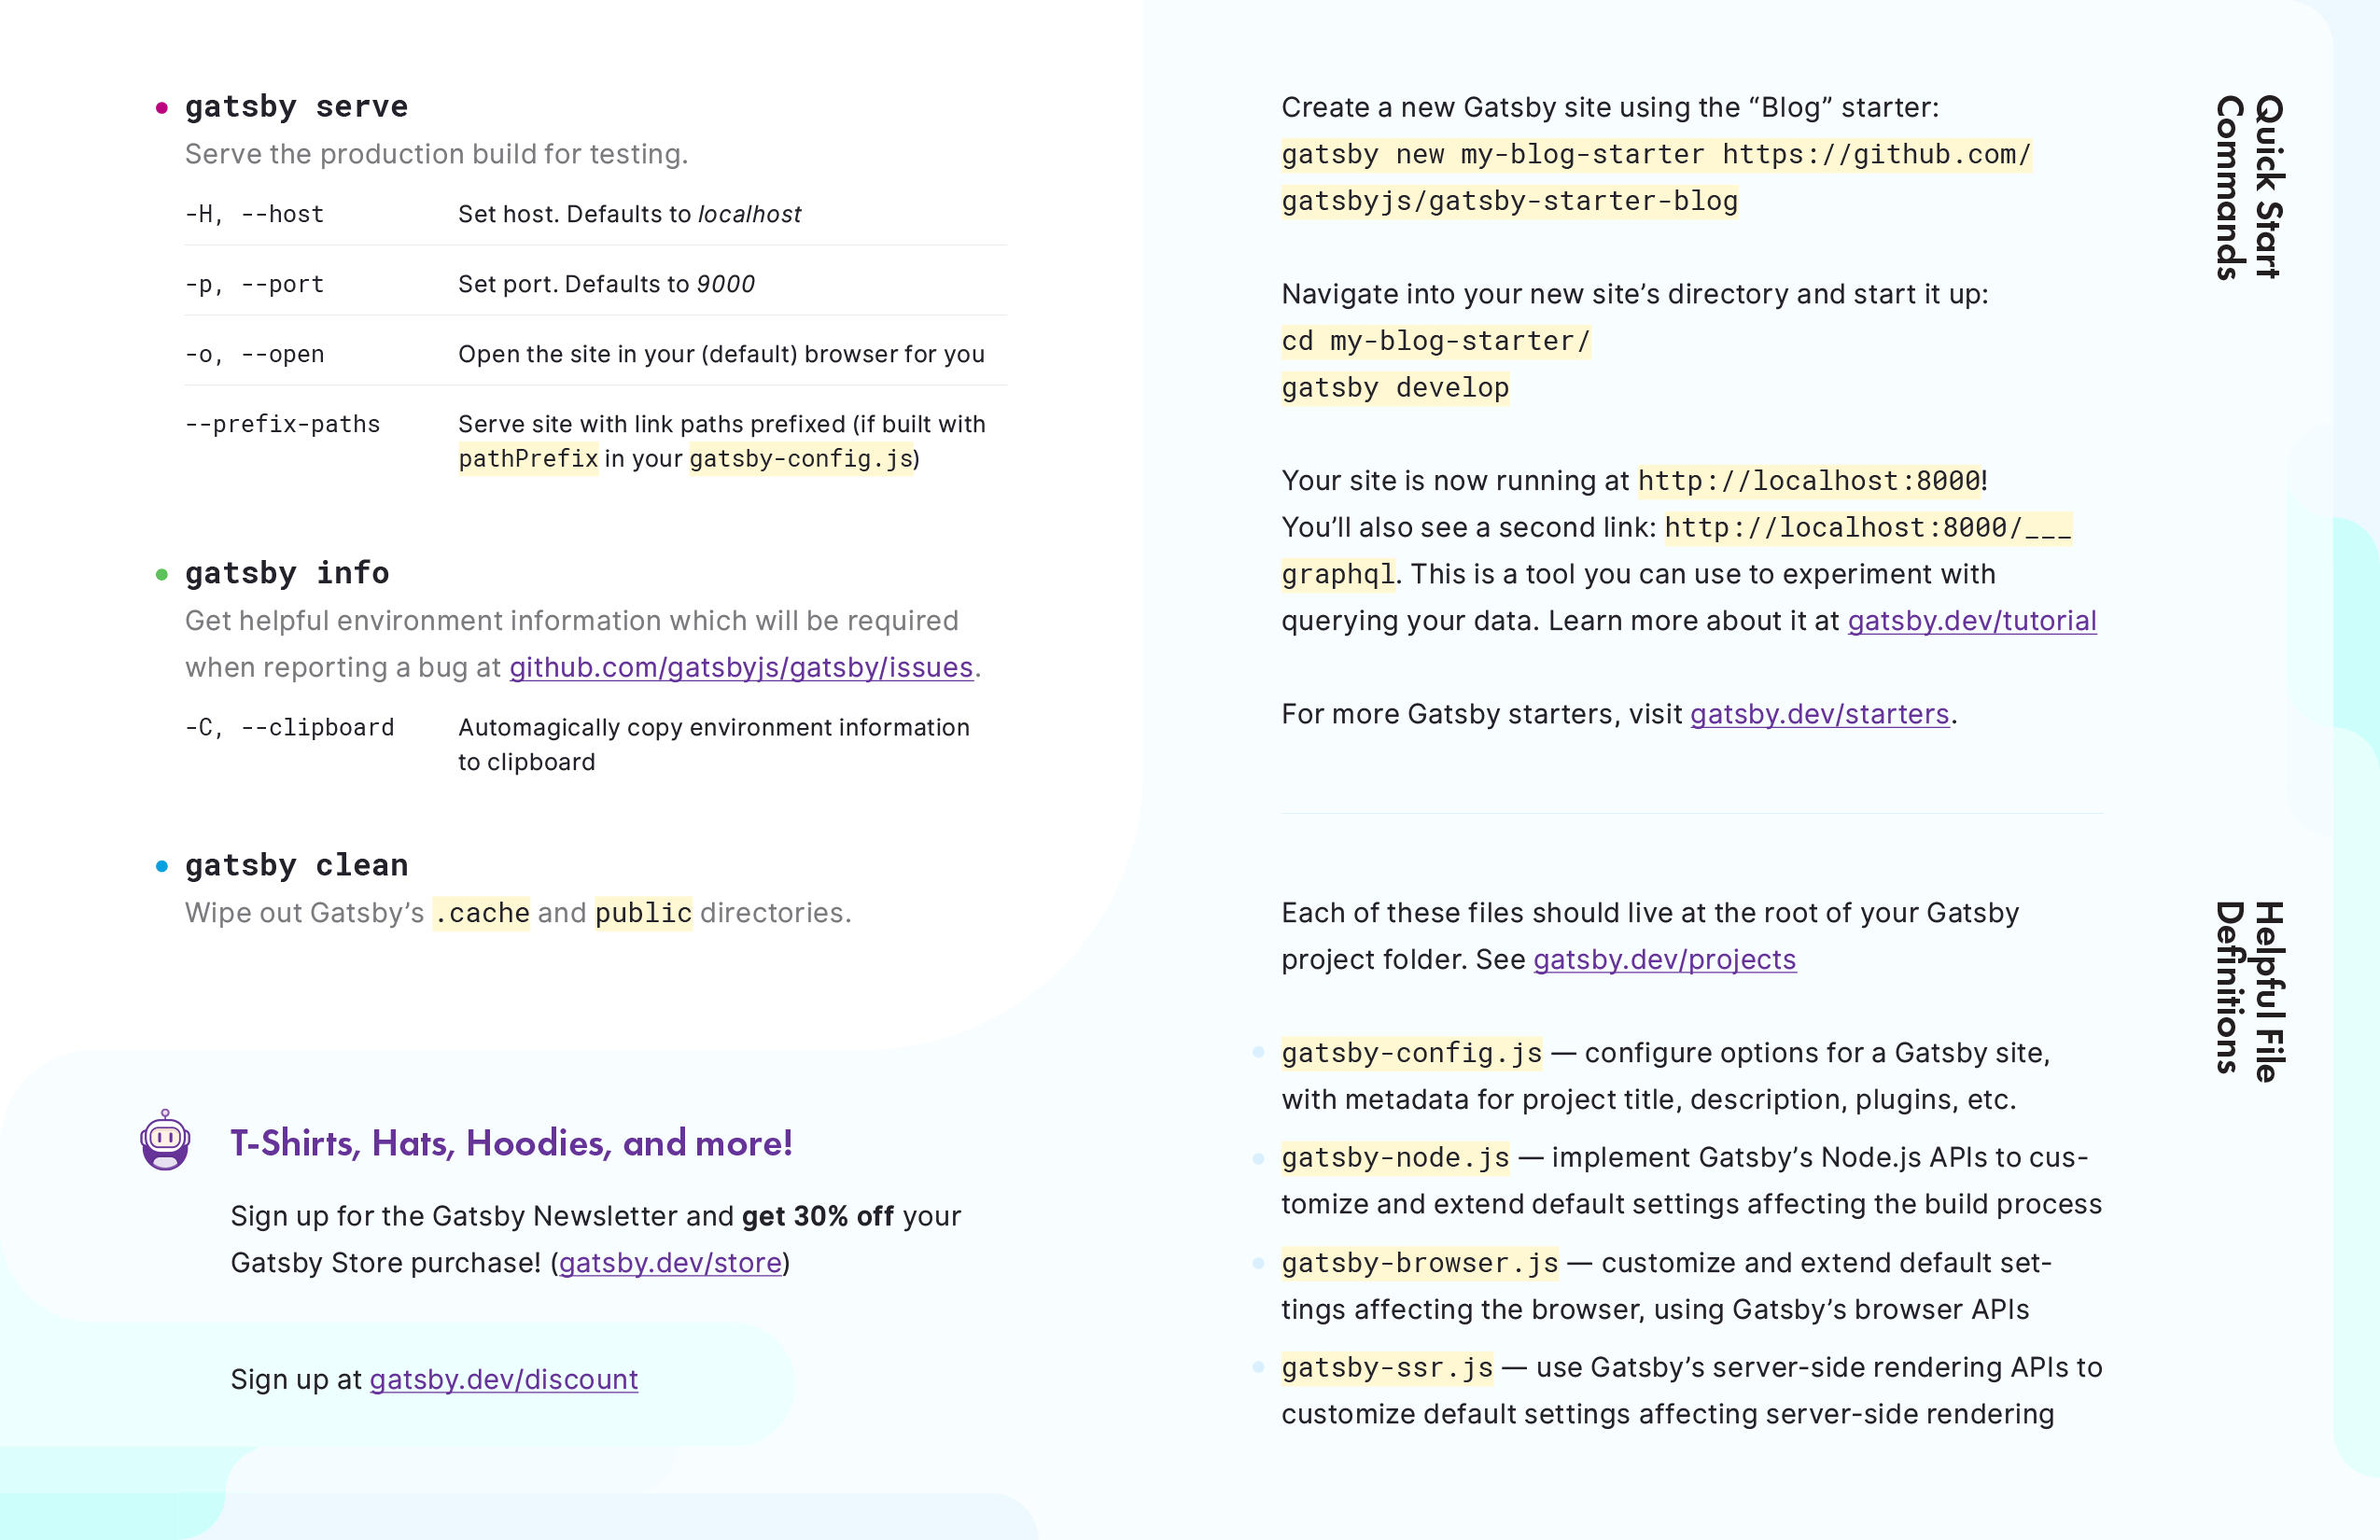 gatsby serve
Serve the production build for testing.
-H, --host Set host. Defaults to localhost
-p, --port Set port. Defaults to 9000
-o, --open Open the site in your (default) browser for you
--prefix-paths Serve site with link paths prefixed (if built with
pathPrefix in your gatsby-config.js)
gatsby info
Get helpful environment information which will be required
when reporting a bug at github.com/gatsbyjs/gatsby/issues.
-C, --clipboard Automagically copy environment information
to clipboard
gatsby clean
Wipe out Gatsby’s .cache and public directories.
T-Shirts, Hats, Hoodies, and more!
Sign up for the Gatsby Newsletter and get 30% off your
Gatsby Store purchase! (gatsby.dev/store)
Sign up at gatsby.dev/discount
Quick Start
Commands
Create a new Gatsby site using the “Blog” starter:
gatsby new my-blog-starter https://github.com/
gatsbyjs/gatsby-starter-blog
Navigate into your new site’s directory and start it up:
cd my-blog-starter/
gatsby develop
Your site is now running at http://localhost:8000!
You’ll also see a second link: http://localhost:8000/___
graphql. This is a tool you can use to experiment with
querying your data. Learn more about it at gatsby.dev/tutorial
For more Gatsby starters, visit gatsby.dev/starters.
Helpful File
Definitions
Each of these files should live at the root of your Gatsby
project folder. See gatsby.dev/projects
gatsby-config.js — configure options for a Gatsby site,
with metadata for project title, description, plugins, etc.
gatsby-node.js — implement Gatsby’s Node.js APIs to cus-
tomize and extend default settings affecting the build process
gatsby-browser.js — customize and extend default set-
tings affecting the browser, using Gatsby’s browser APIs
gatsby-ssr.js — use Gatsby’s server-side rendering APIs to
customize default settings affecting server-side rendering